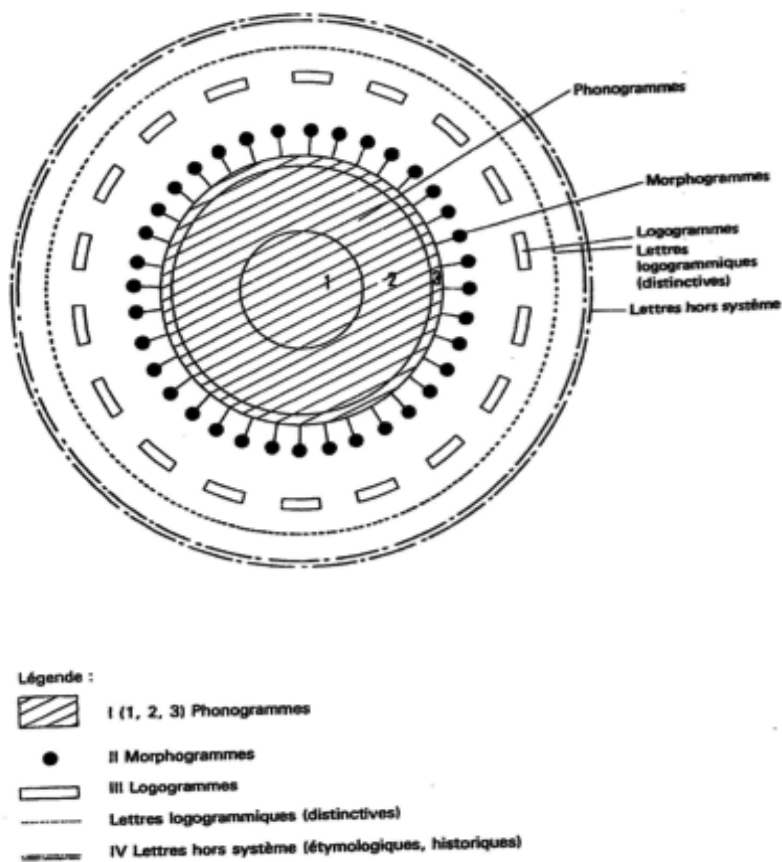 Phonogrammes
Morphogrammes
Logogrammes
Lettres
logogrammiques
(distinctives)
Lettres hors système
1 2 3
Légende :
I (1, 2, 3) Phonogrammes
II Morphogrammes
III Logogrammes
Lettres logogrammiques (distinctives)
IV Lettres hors système (étymologiques, historiques)